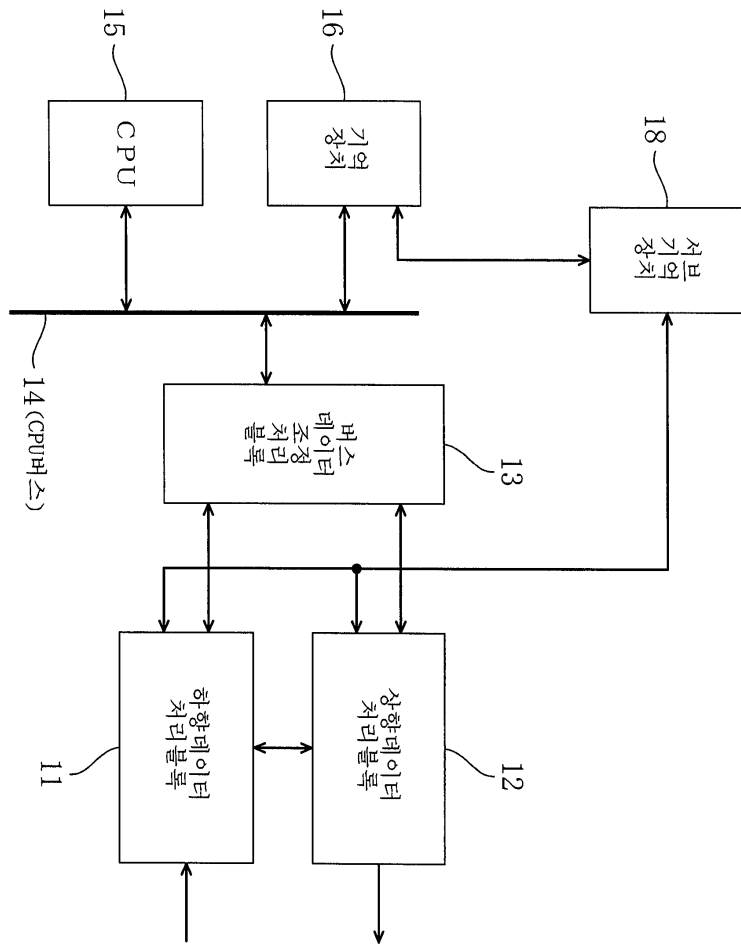 15
CPU
16
기억
장치
18
서브
기억
장치
14(CPU버스)
버스
데이터
조정
처리
블록
13
하향데이터
처리블록
11
상향데이터
처리블록
12